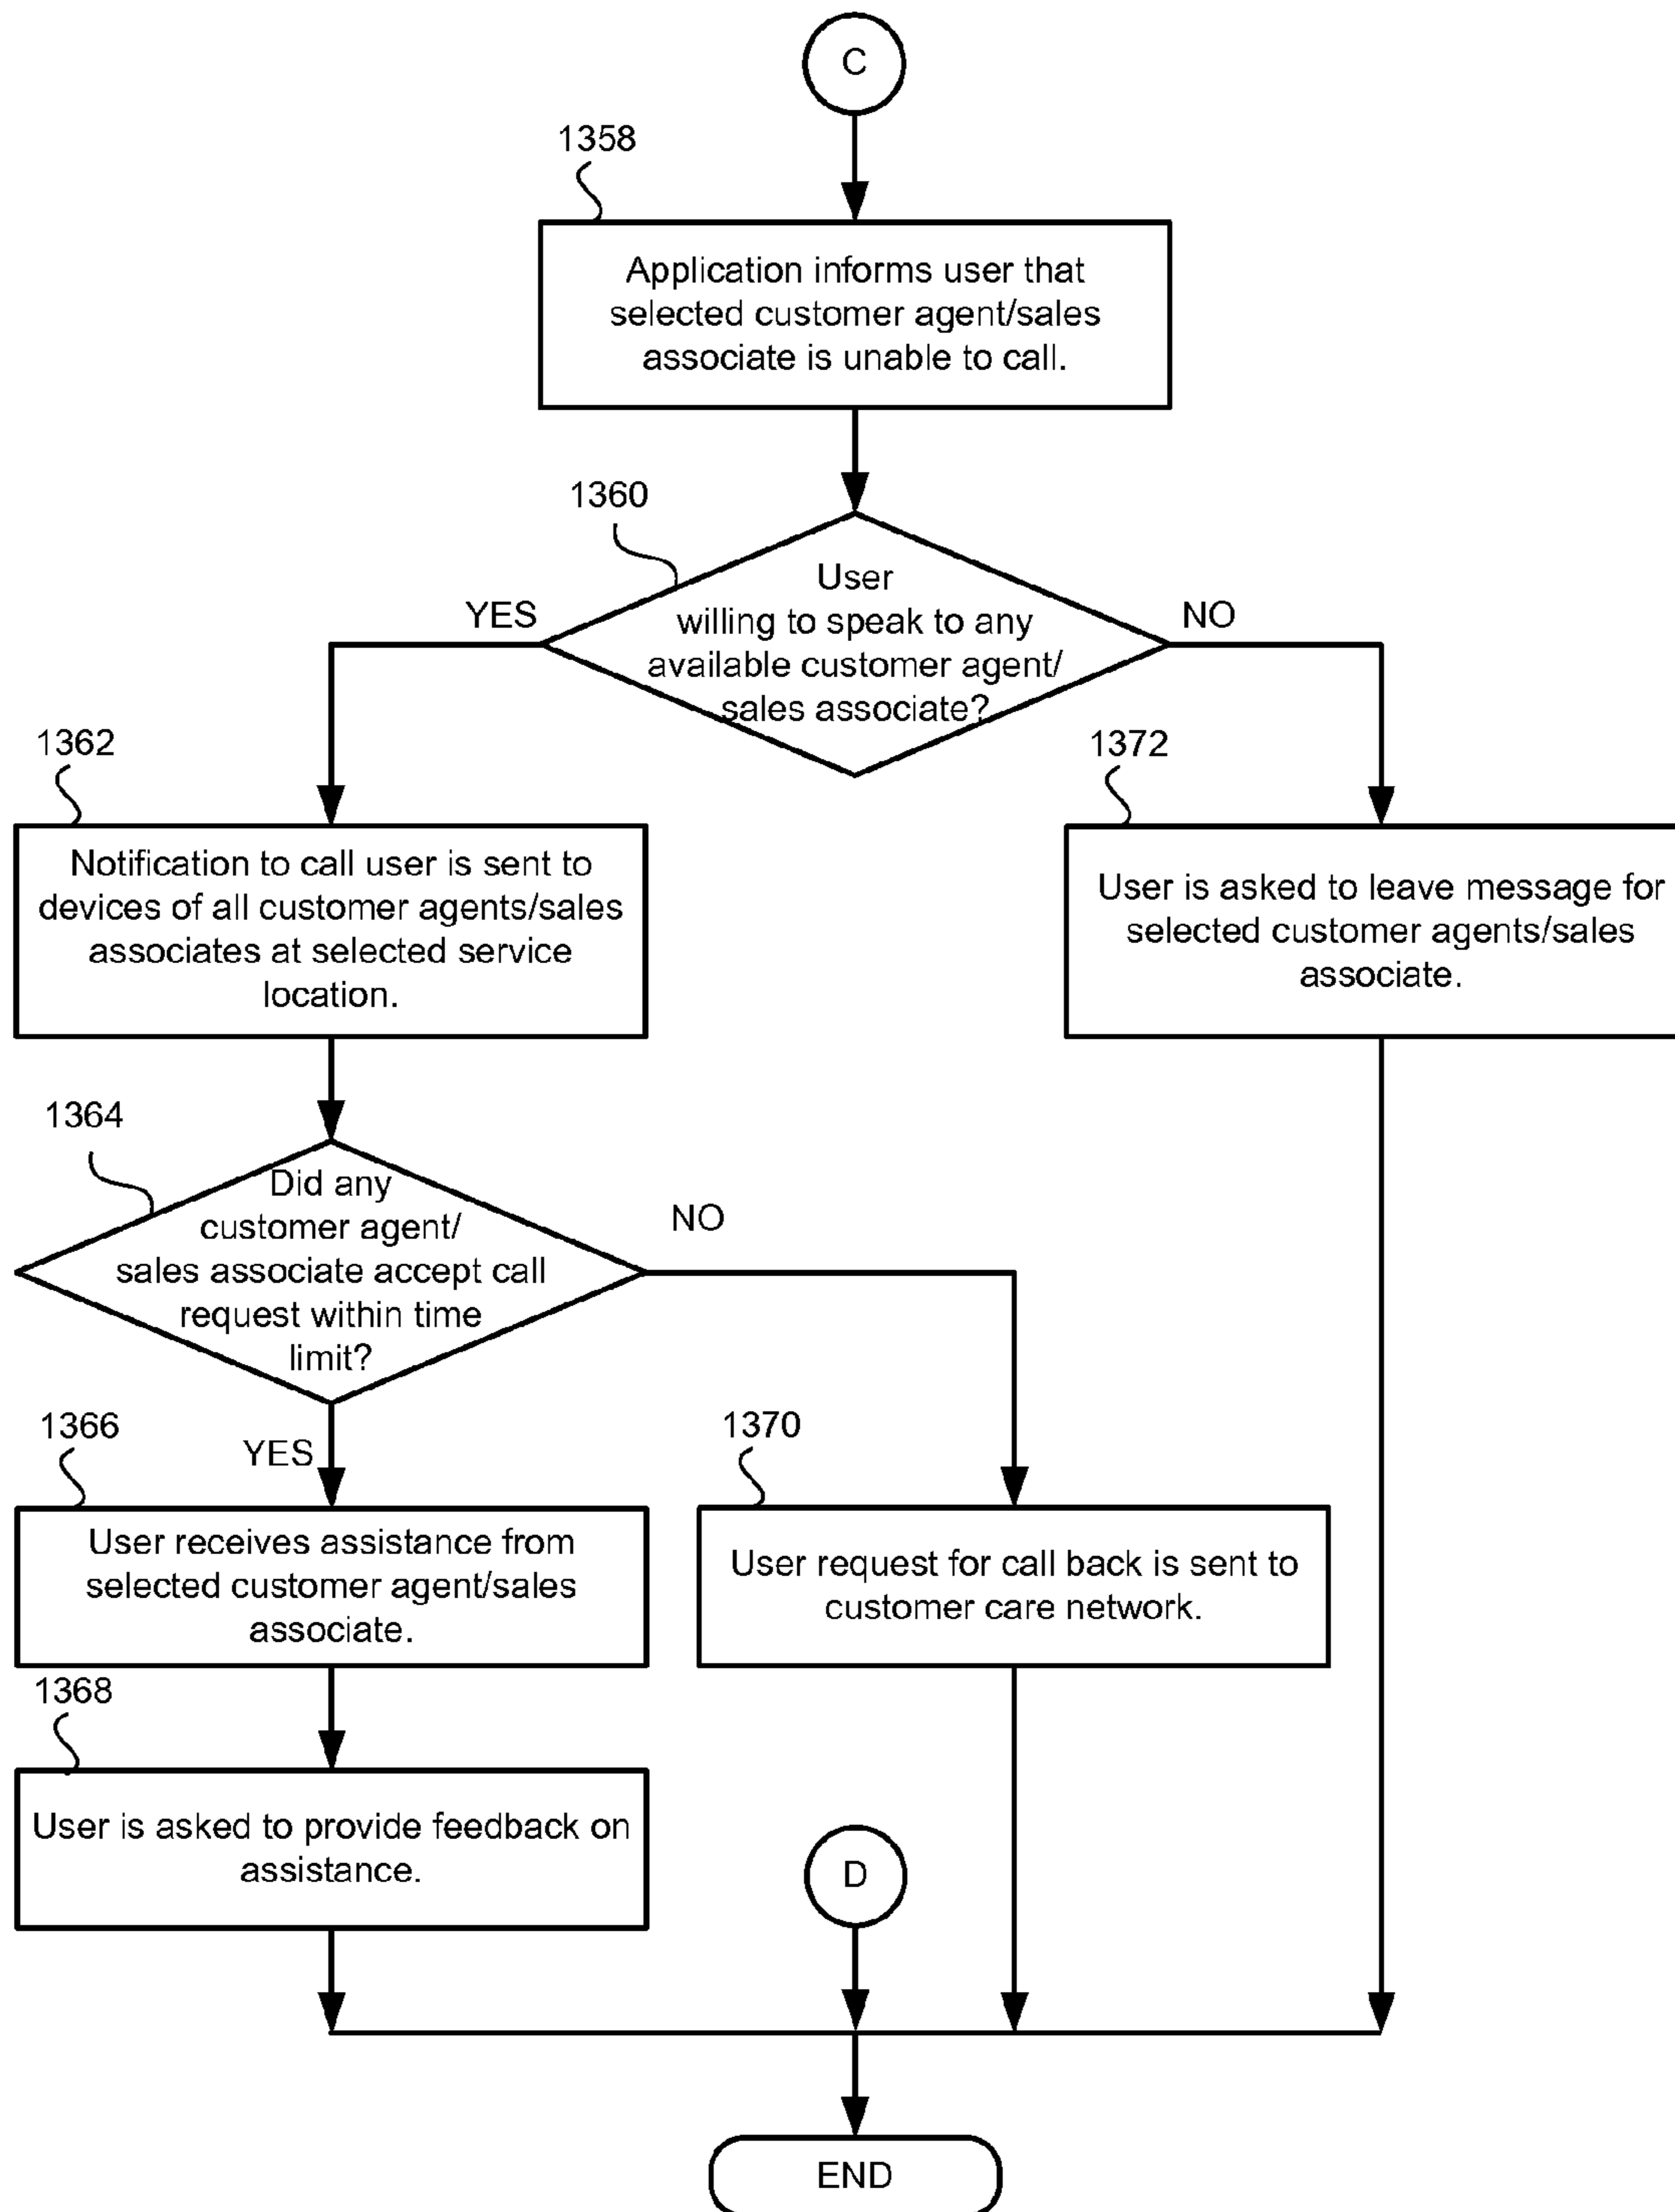 C
1358
Application informs user that
selected customer agent/sales
associate is unable to call.
1360
User
willing to speak to any
available customer agent/
sales associate?
YES
NO
1362
Notification to call user is sent to
devices of all customer agents/sales
associates at selected service
location.
1372
User is asked to leave message for
selected customer agents/sales
associate.
1364
Did any
customer agent/
sales associate accept call
request within time
limit?
NO
YES
1366
User receives assistance from
selected customer agent/sales
associate.
1370
User request for call back is sent to
customer care network.
1368
User is asked to provide feedback on
assistance.
D
END